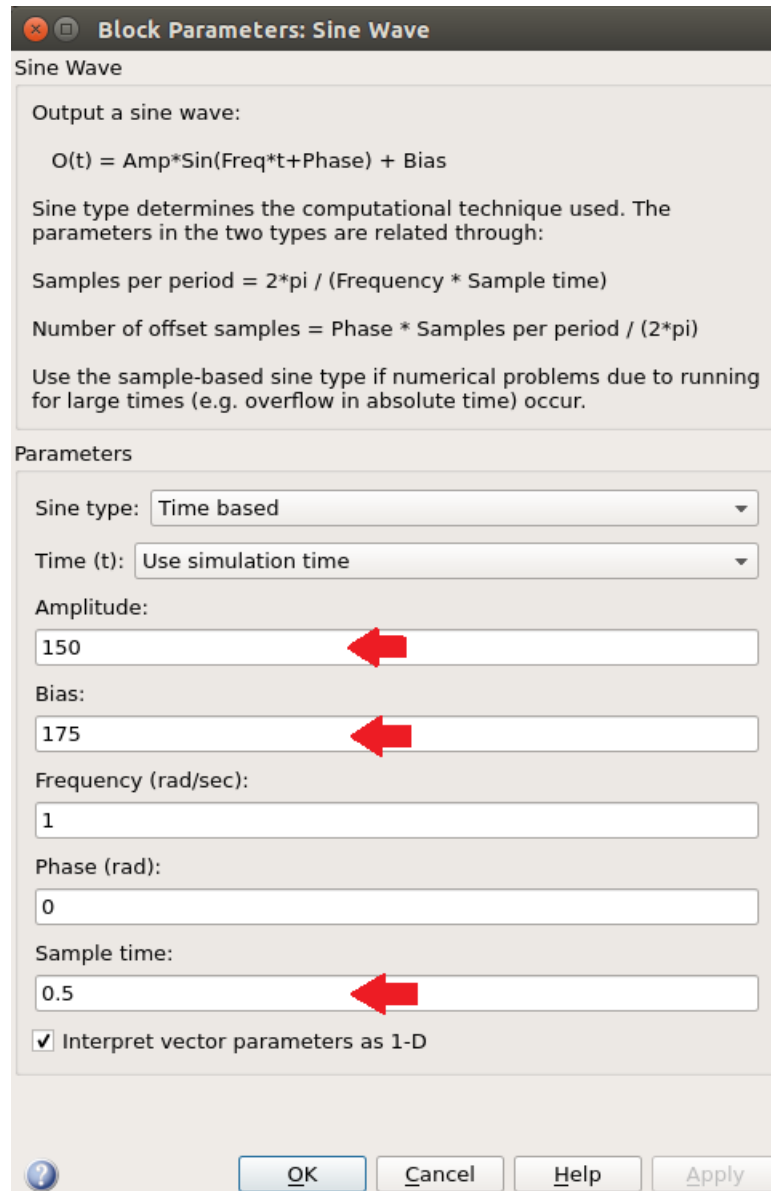 Block Parameters: Sine Wave
Sine Wave
Output a sine wave:
O(t) = Amp*Sin(Freq*t+Phase) + Bias
Sine type determines the computational technique used. The
parameters in the two types are related through:
Samples per period = 2*pi / (Frequency * Sample time)
Number of offset samples = Phase * Samples per period / (2*pi)
Use the sample-based sine type if numerical problems due to running
for large times (e.g. overflow in absolute time) occur.
Parameters
Sine type: Time based
Time (t): Use simulation time
Amplitude:
150
Bias:
175
Frequency (rad/sec):
1
Phase (rad):
0
Sample time:
0.5
Interpret vector parameters as 1-D
? OK Cancel Help Apply